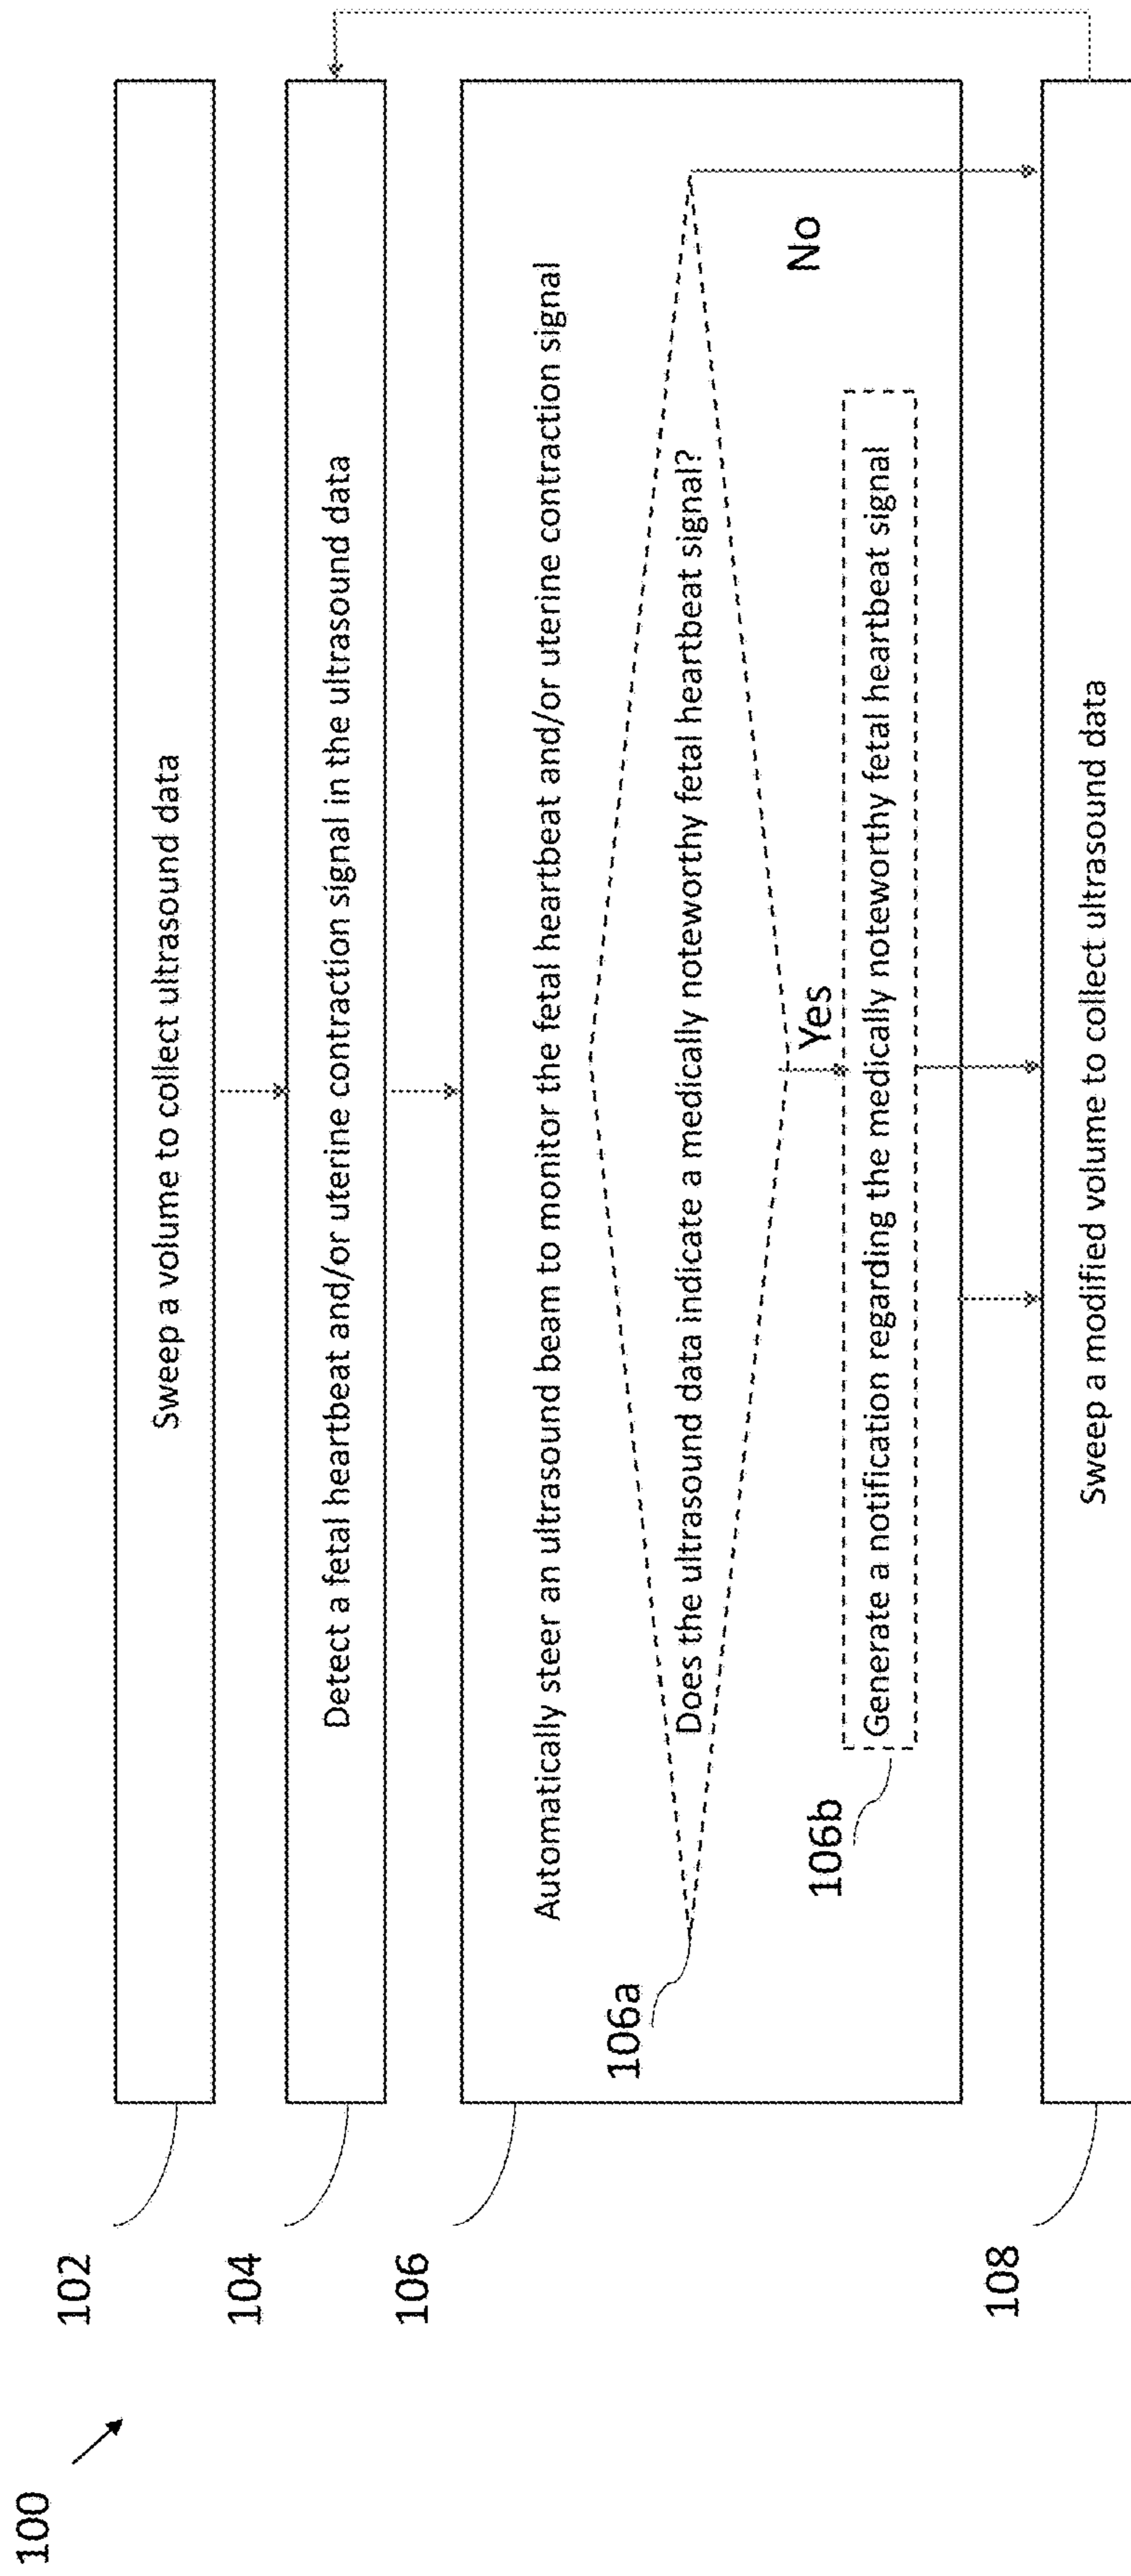 100
102
Sweep a volume to collect ultrasound data
104
Detect a fetal heartbeat and/or uterine contraction signal in the ultrasound data
106
Automatically steer an ultrasound beam to monitor the fetal heartbeat and/or uterine contraction signal
106a
Does the ultrasound data indicate a medically noteworthy fetal heartbeat signal?
Yes
No
106b
Generate a notification regarding the medically noteworthy fetal heartbeat signal
108
Sweep a modified volume to collect ultrasound data